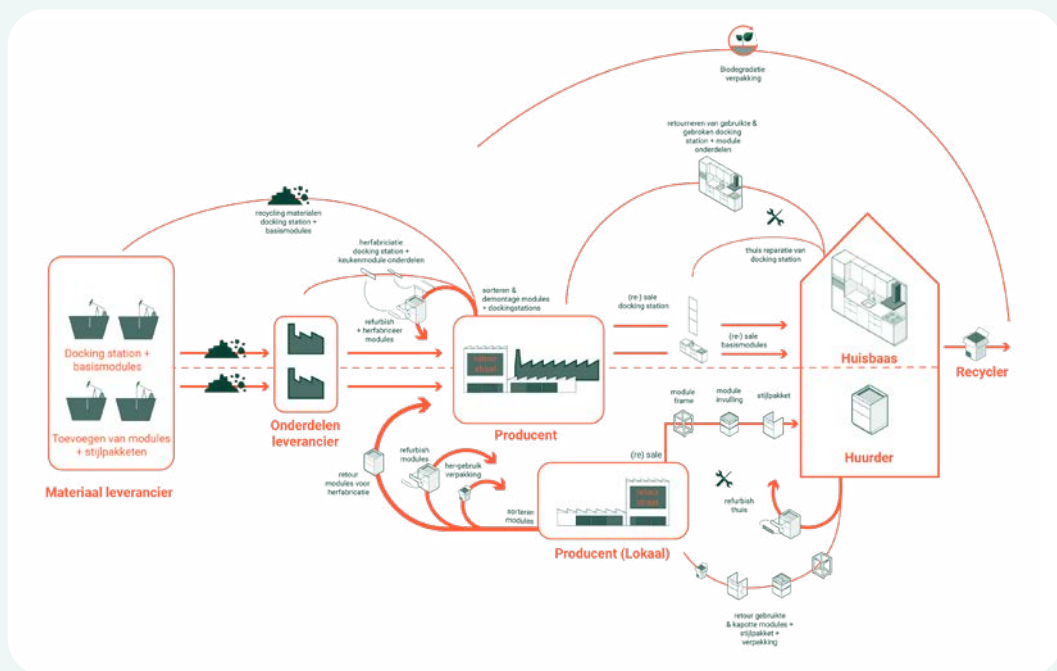 Biodegradatie
verpakking
retourneren van gebruikte &
gebroken docking
station + module
onderdelen
recycling materialen
docking station +
basismodules
herfabriciatie
docking station +
keukenmodule onderdelen
thuis reparatie van
docking station
sorteren &
demontage modules
+ dockingstations
(re-) sale
docking station
refurbish
+ herfabriceer
modules
(re-) sale
basismodules
Docking station +
basismodules
Huisbaas
Recycler
module
frame
module
invulling
stijlpakket
Toevoegen van modules
+ stijlpakketen
Onderdelen
leverancier
Producent
Huurder
(re) sale
refurbish
modules
her-gebruik
verpakking
retour
modules voor
herfabricatie
Materiaal leverancier
sorteren
modules
refurbish
thuis
Producent (Lokaal)
retour gebruikte
& kapotte modules +
stijlpakket +
verpakking